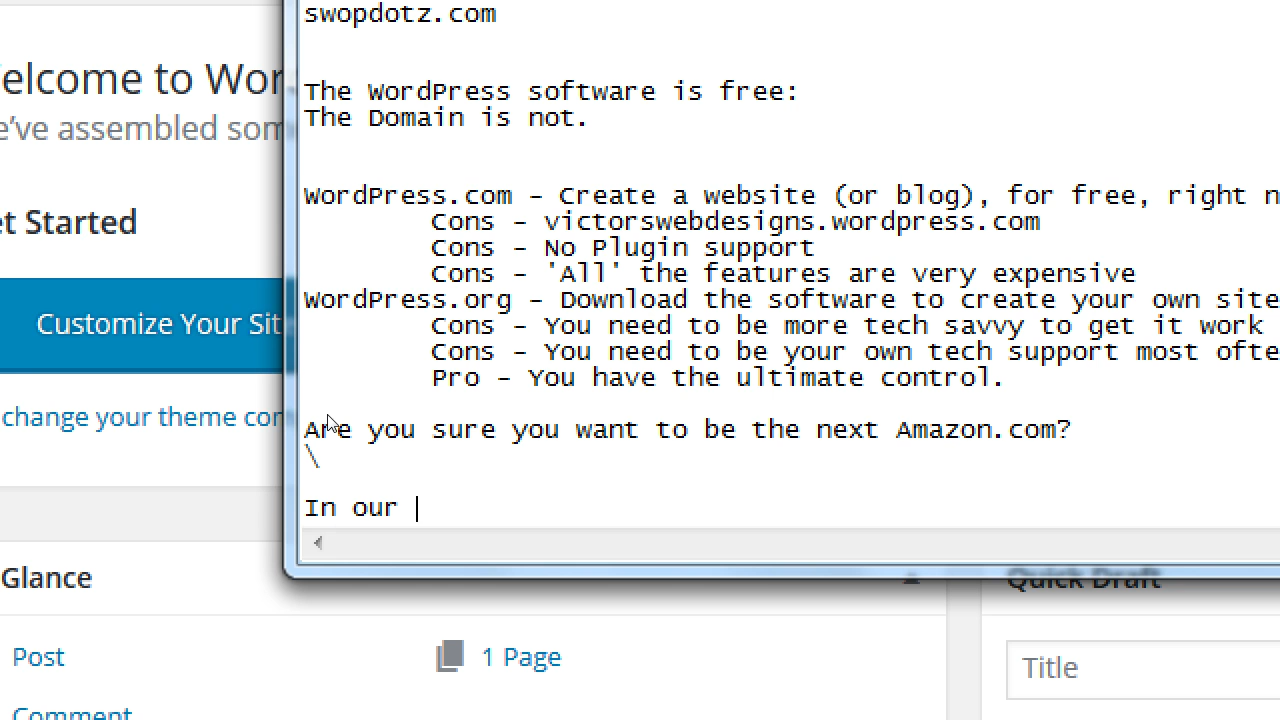 swopdotz.com
elcome to Wor
e've assembled som
The WordPress software is free:
The Domain is not.
et Started
WordPress.com - Create a website (or blog), for free, right n
Cons - victorswebdesigns.wordpress.com
Cons - No Plugin support
Cons - 'All' the features are very expensive
WordPress.org - Download the software to create your own site
Cons - You need to be more tech savvy to get it work
Cons - You need to be your own tech support most ofte
Pro - You have the ultimate control.
Customize Your Sit
change your theme com
Are you sure you want to be the next Amazon.com?
\
In our
Glance
Quick Draft
Post
1 Page
Title
Comment